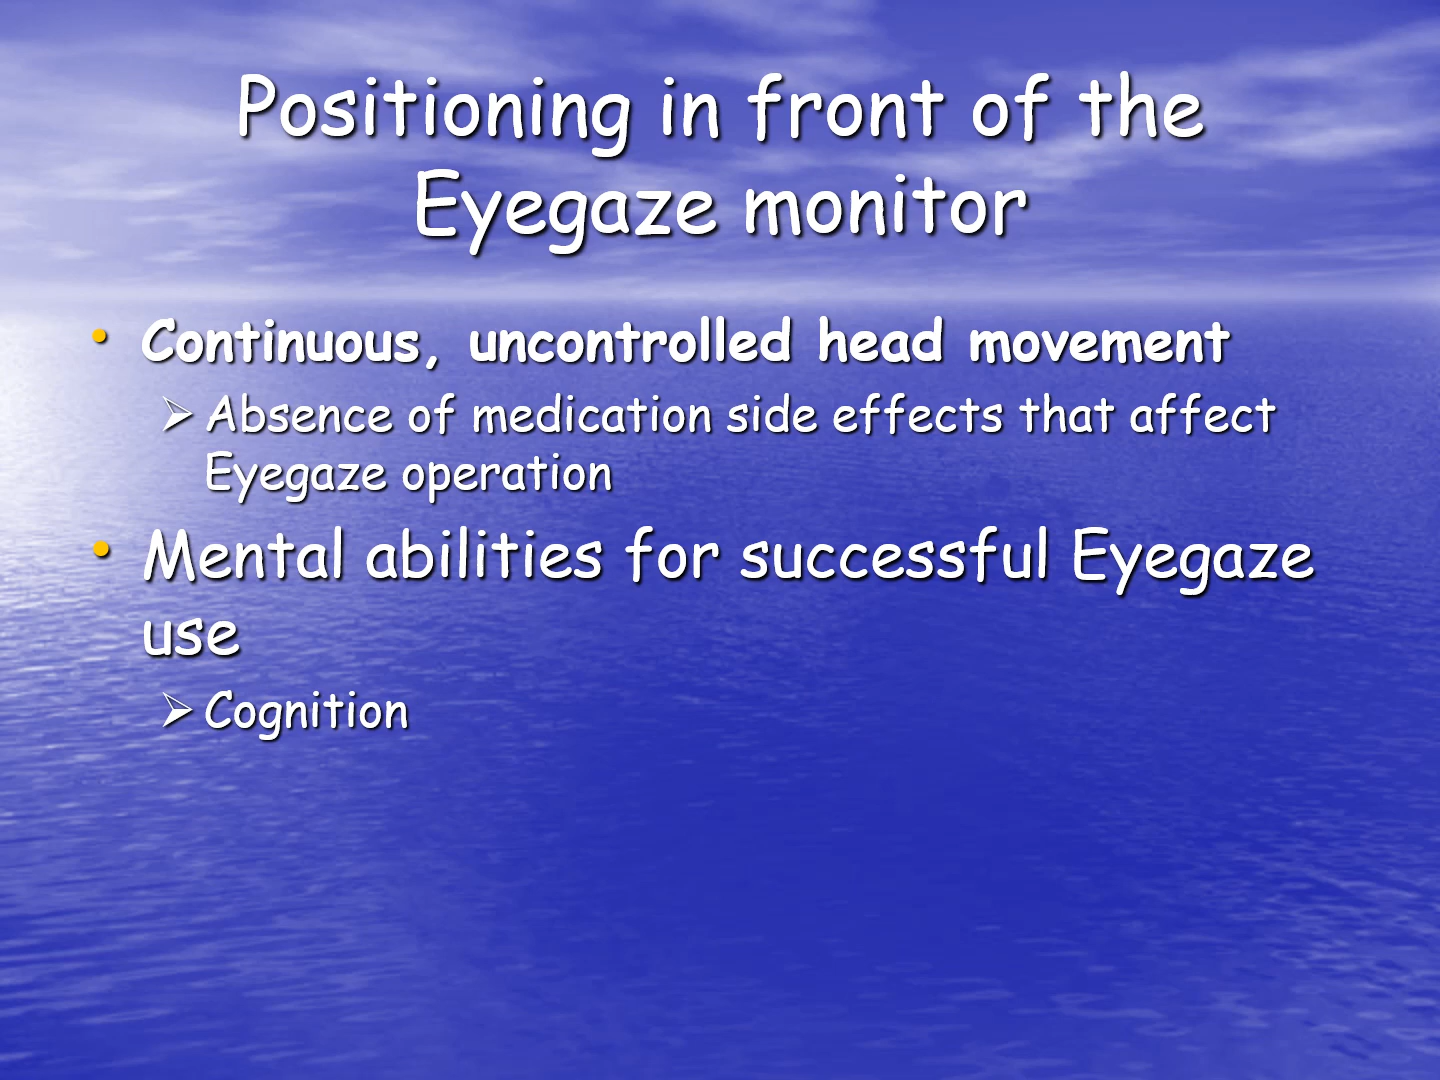 Positioning in front of the
Eyegaze monitor
• Continuous, uncontrolled head movement
➢ Absence of medication side effects that affect
Eyegaze operation
• Mental abilities for successful Eyegaze
use
➢ Cognition